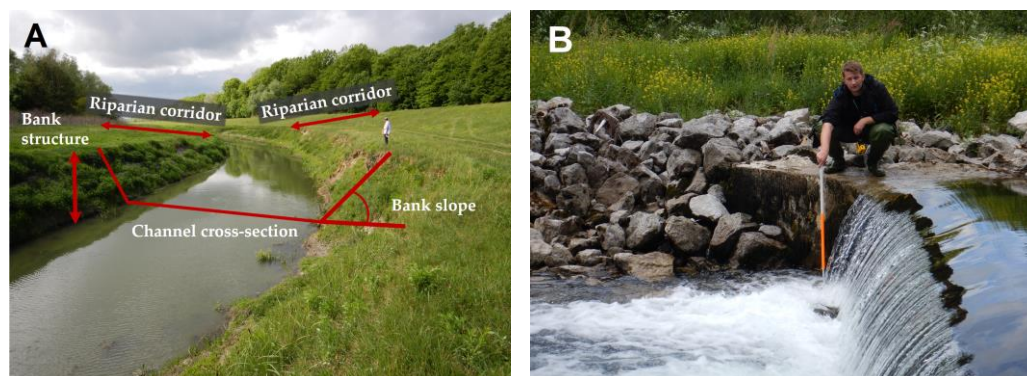 A
Riparian corridor
Riparian corridor
Bank
structure
Bank slope
Channel cross-section
B